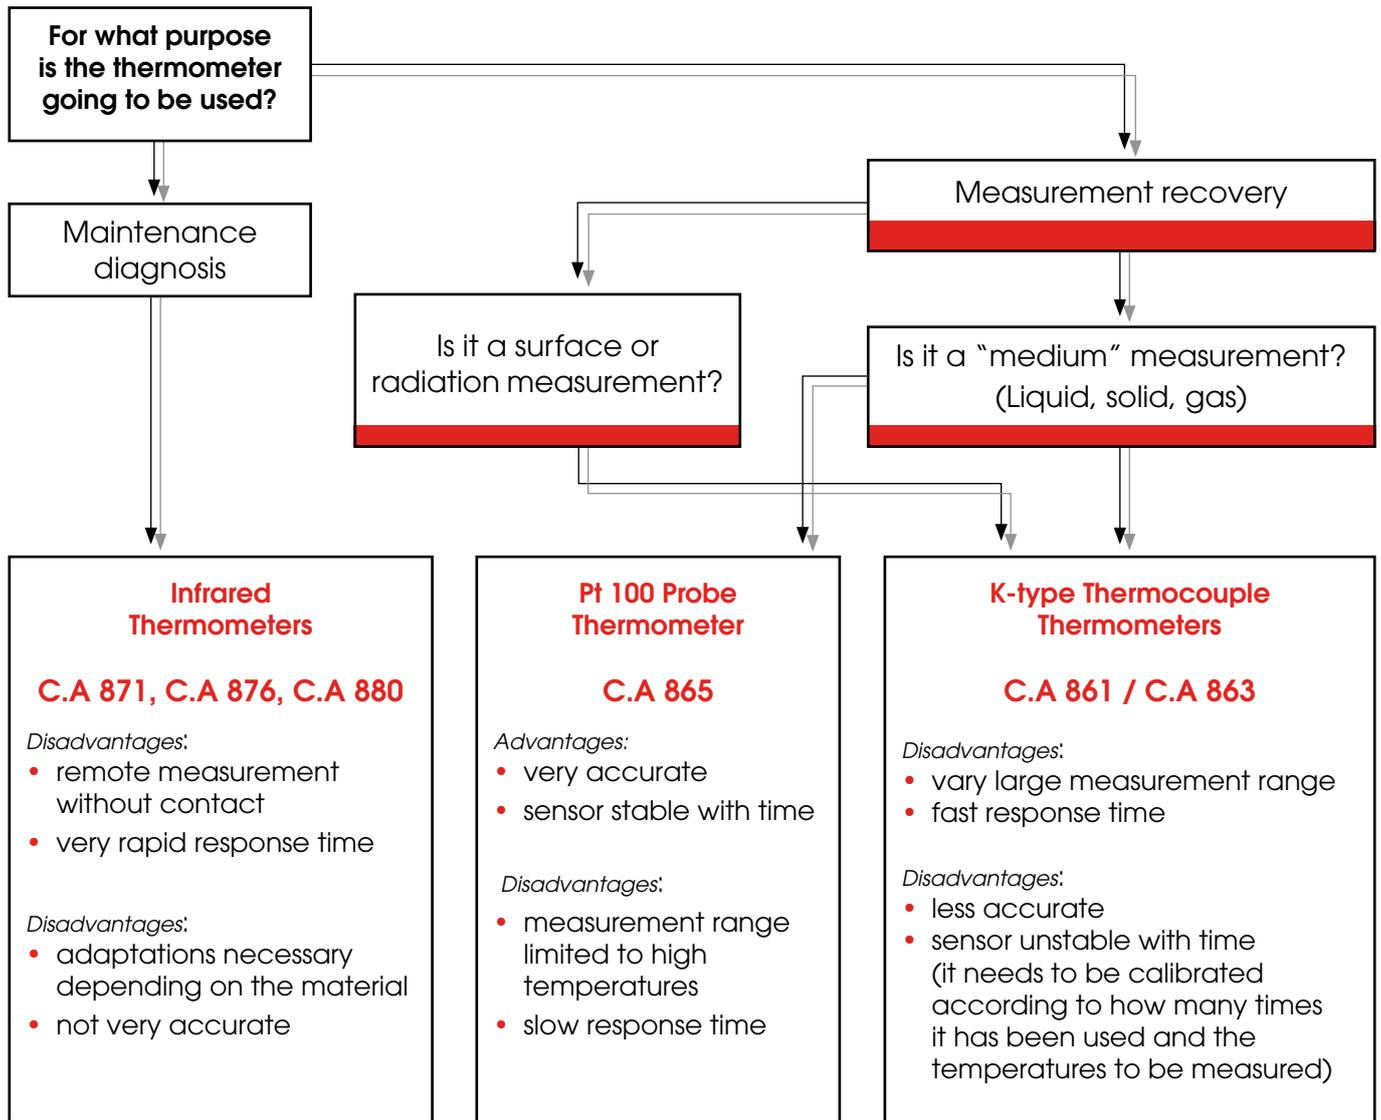 For what purpose
is the thermometer
going to be used?
Measurement recovery
Maintenance
diagnosis
Is it a surface or
radiation measurement?
Is it a “medium” measurement?
(Liquid, solid, gas)
Infrared
Thermometers
C.A 871, C.A 876, C.A 880
Disadvantages:
• remote measurement
without contact
• very rapid response time
Disadvantages:
• adaptations necessary
depending on the material
• not very accurate
Pt 100 Probe
Thermometer
C.A 865
Advantages:
• very accurate
• sensor stable with time
Disadvantages:
• measurement range
limited to high
temperatures
• slow response time
K-type Thermocouple
Thermometers
C.A 861 / C.A 863
Disadvantages:
• vary large measurement range
• fast response time
Disadvantages:
• less accurate
• sensor unstable with time
(it needs to be calibrated
according to how many times
it has been used and the
temperatures to be measured)